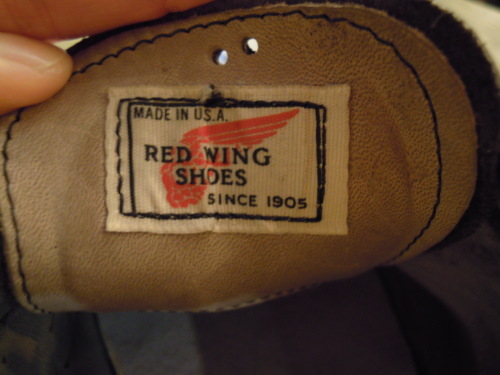 MADE IN U.S.A.
RED WING
SHOES
SINCE 1905